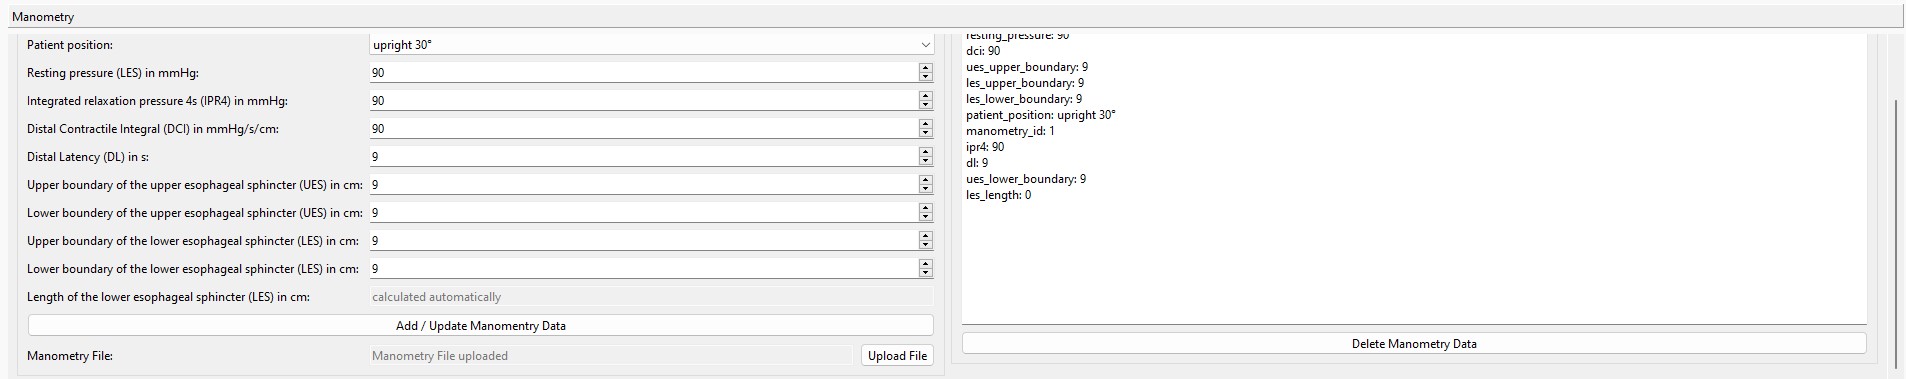 Manometry
Patient position:
upright 30°
Resting pressure (LES) in mmHg:
90
Integrated relaxation pressure 4s (IPR4) in mmHg:
90
Distal Contractile Integral (DCI) in mmHg/s/cm:
90
Distal Latency (DL) in s:
9
Upper boundary of the upper esophageal sphincter (UES) in cm:
9
Lower boundery of the upper esophageal sphincter (UES) in cm:
9
Upper boundary of the lower esophageal sphincter (LES) in cm:
9
Lower boundary of the lower esophageal sphincter (LES) in cm:
9
Length of the lower esophageal sphincter (LES) in cm:
calculated automatically
Add / Update Manomentry Data
Manometry File:
Manometry File uploaded
Upload File
resting_pressure: 90
dci: 90
ues_upper_boundary: 9
les_upper_boundary: 9
les_lower_boundary: 9
patient_position: upright 30°
manometry_id: 1
ipr4: 90
dl: 9
ues_lower_boundary: 9
les_length: 0
Delete Manometry Data